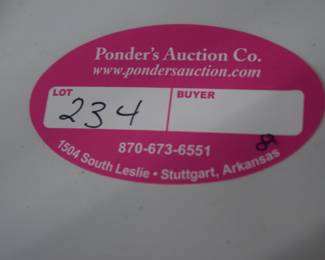 Ponder's Auction Co.
www.pondersauction.com
LOT
234
BUYER
870-673-6551
1504 South Leslie • Stuttgart, Arkansas